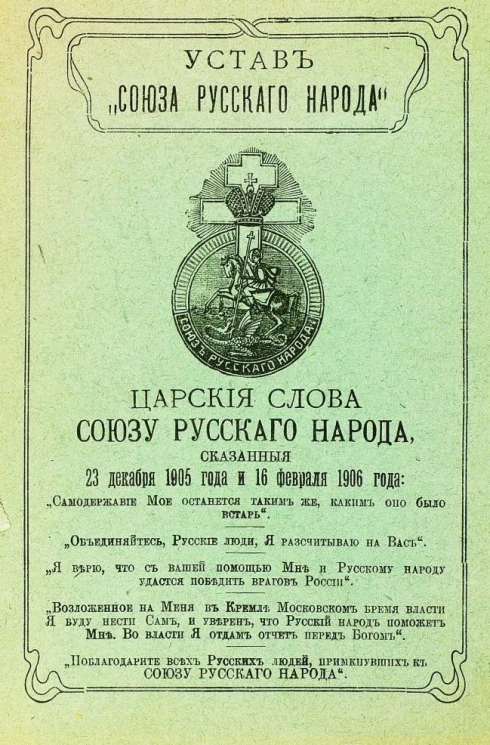 УСТАВЪ
„СОЮЗА РУССКАГО НАРОДА“
СОЮЗЪ РУССКАГО НАРОДА
ЦАРСКІЯ СЛОВА
СОЮЗУ РУССКАГО НАРОДА,
СКАЗАННЫЯ
23 декабря 1905 года и 16 февраля 1906 года:
„Самодержавіе Мое останется такимъ же, какимъ оно было
встарь“.
„Объединяйтесь, Русскіе люди, Я разсчитываю на Васъ“.
„Я вѣрю, что съ вашей помощью Мнѣ и Русскому народу
удастся побѣдить враговъ Россіи“.
„Возложенное на Меня въ Кремлѣ Московскомъ бремя власти
Я буду нести Самъ, и увѣренъ, что Русскій народъ поможетъ
Мнѣ. Во власти Я отдамъ отчетъ передъ Богомъ“.
„Поблагодарите всѣхъ Русскихъ людей, примкнувшихъ къ
СОЮЗУ РУССКАГО НАРОДА“.